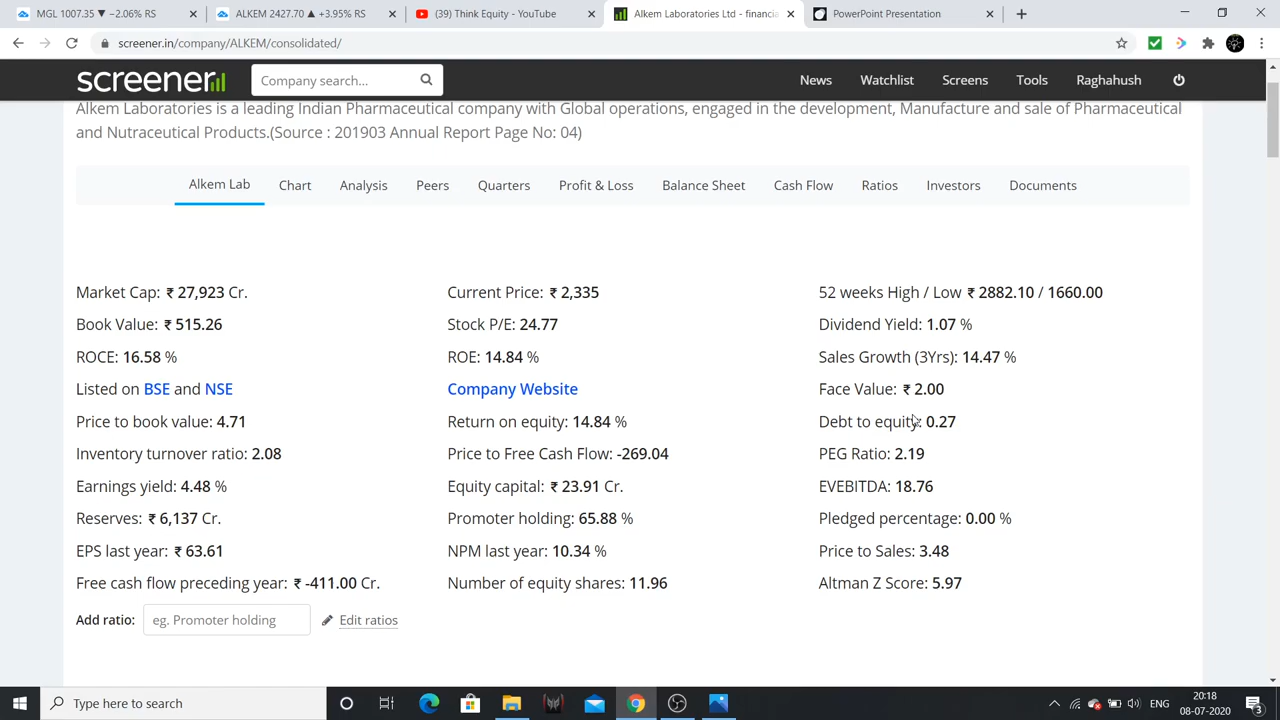 MGL 1007.35 ▼ −2.06% RS
ALKEM 2427.70 ▲ +3.95% RS
(39) Think Equity - YouTube
Alkem Laboratories Ltd - financia
PowerPoint Presentation
screener.in/company/ALKEM/consolidated/
screener
Company search...
News
Watchlist
Screens
Tools
Raghahush
Alkem Laboratories is a leading Indian Pharmaceutical company with Global operations, engaged in the development, Manufacture and sale of Pharmaceutical
and Nutraceutical Products.(Source : 201903 Annual Report Page No: 04)
Alkem Lab
Chart
Analysis
Peers
Quarters
Profit & Loss
Balance Sheet
Cash Flow
Ratios
Investors
Documents
Market Cap: ₹ 27,923 Cr.
Current Price: ₹ 2,335
52 weeks High / Low ₹ 2882.10 / 1660.00
Book Value: ₹ 515.26
Stock P/E: 24.77
Dividend Yield: 1.07 %
ROCE: 16.58 %
ROE: 14.84 %
Sales Growth (3Yrs): 14.47 %
Listed on BSE and NSE
Company Website
Face Value: ₹ 2.00
Price to book value: 4.71
Return on equity: 14.84 %
Debt to equity: 0.27
Inventory turnover ratio: 2.08
Price to Free Cash Flow: -269.04
PEG Ratio: 2.19
Earnings yield: 4.48 %
Equity capital: ₹ 23.91 Cr.
EVEBITDA: 18.76
Reserves: ₹ 6,137 Cr.
Promoter holding: 65.88 %
Pledged percentage: 0.00 %
EPS last year: ₹ 63.61
NPM last year: 10.34 %
Price to Sales: 3.48
Free cash flow preceding year: ₹ -411.00 Cr.
Number of equity shares: 11.96
Altman Z Score: 5.97
Add ratio:
eg. Promoter holding
Edit ratios
Type here to search
ENG
20:18
08-07-2020
3